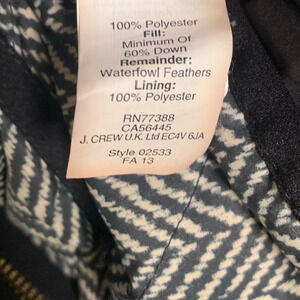 100% Polyester
Fill:
Minimum Of
60% Down
Remainder:
Waterfowl Feathers
Lining:
100% Polyester
RN77388
CA56445
J. CREW U.K. Ltd EC4V 6JA
Style 02533
FA 13